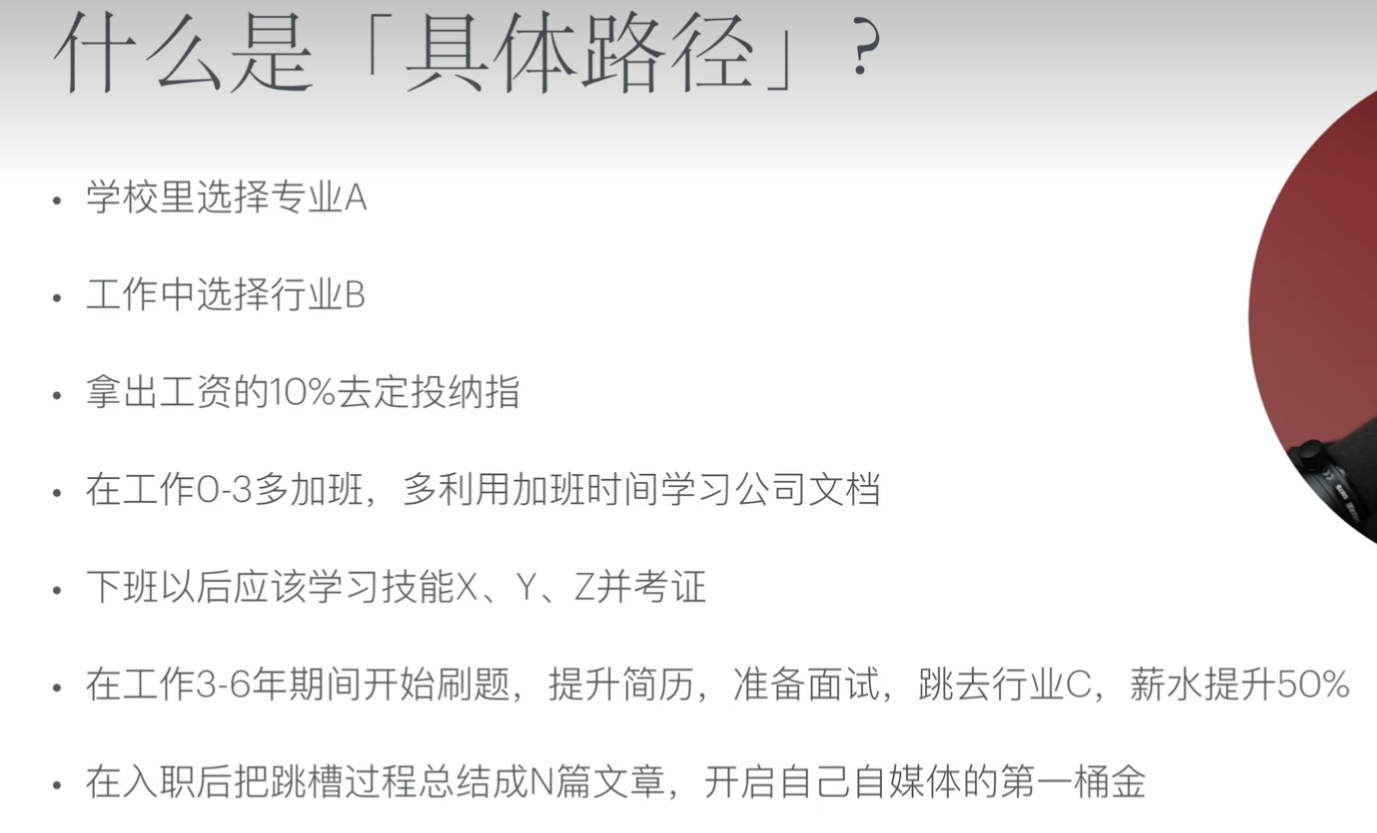 什么是「具体路径」?
• 学校里选择专业A
• 工作中选择行业B
• 拿出工资的10%去定投纳指
• 在工作0-3多加班，多利用加班时间学习公司文档
• 下班以后应该学习技能X、Y、Z并考证
• 在工作3-6年期间开始刷题，提升简历，准备面试，跳去行业C，薪水提升50%
• 在入职后把跳槽过程总结成N篇文章，开启自己自媒体的第一桶金